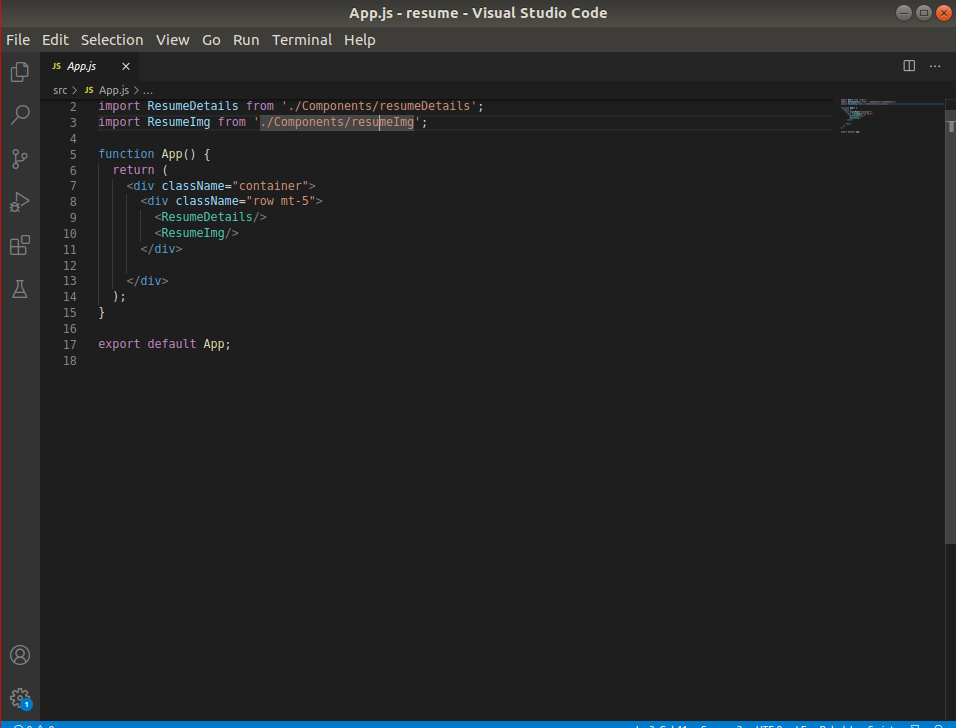 App.js - resume - Visual Studio Code
File Edit Selection View Go Run Terminal Help
JS App.js ×
src > JS App.js > ...
2 import ResumeDetails from './Components/resumeDetails';
3 import ResumeImg from './Components/resumeImg';
4
5 function App() {
6 return (
7 <div className="container">
8 <div className="row mt-5">
9 <ResumeDetails/>
10 <ResumeImg/>
11 </div>
12
13 </div>
14 );
15 }
16
17 export default App;
18
1